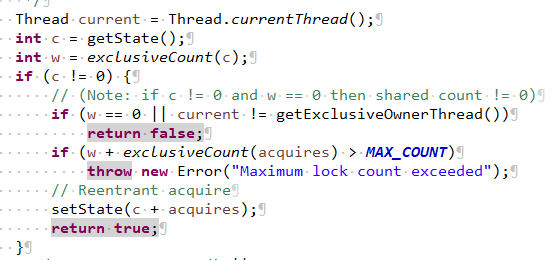 */
Thread current = Thread.currentThread();
int c = getState();
int w = exclusiveCount(c);
if (c != 0) {
// (Note: if c != 0 and w == 0 then shared count != 0)
if (w == 0 || current != getExclusiveOwnerThread())
return false;
if (w + exclusiveCount(acquires) > MAX_COUNT)
throw new Error("Maximum lock count exceeded");
// Reentrant acquire
setState(c + acquires);
return true;
}